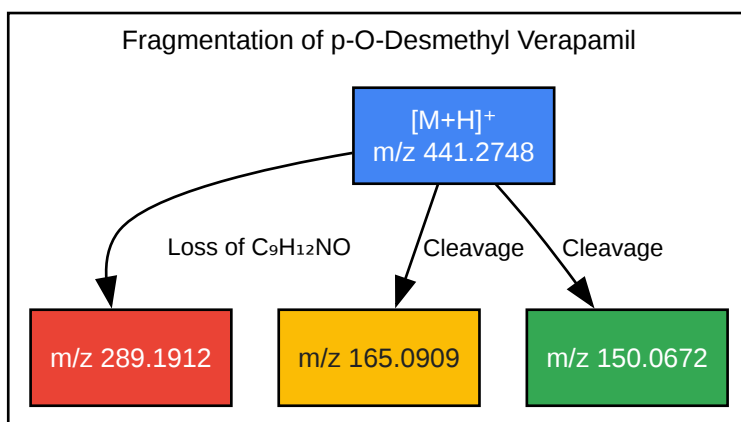 Fragmentation of p-O-Desmethyl Verapamil
[M+H]⁺
m/z 441.2748
Loss of C₉H₁₂NO
Cleavage
Cleavage
m/z 289.1912
m/z 165.0909
m/z 150.0672